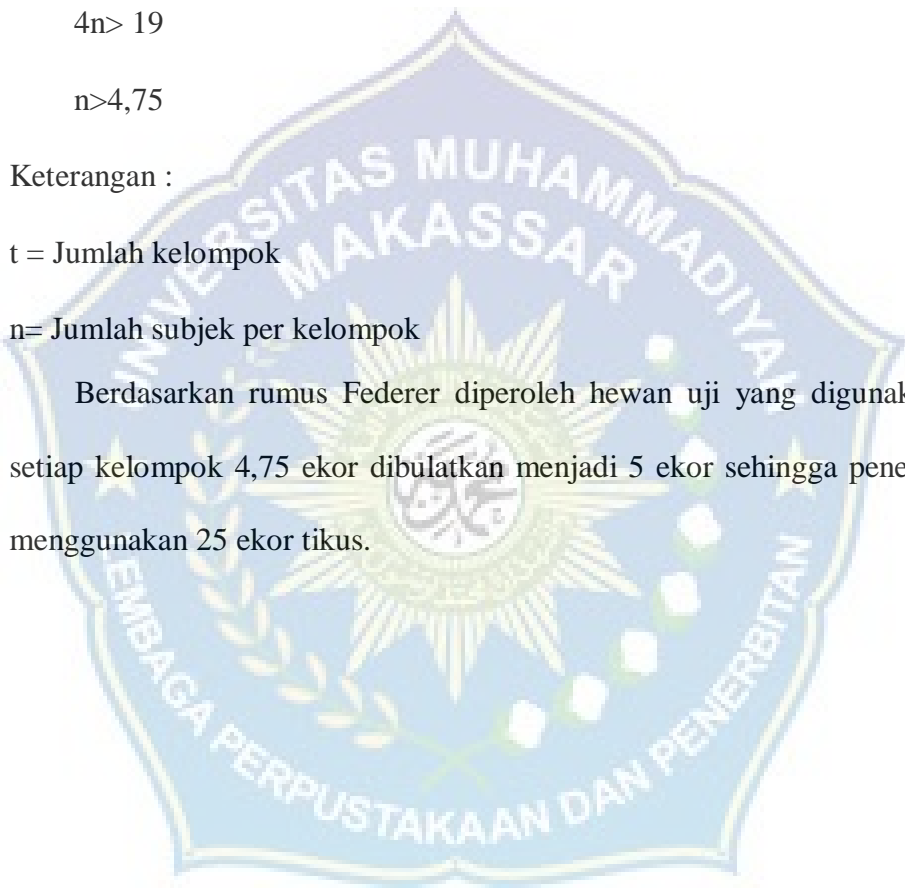 4n> 19
n>4,75
Keterangan :
t = Jumlah kelompok
n= Jumlah subjek per kelompok
Berdasarkan rumus Federer diperoleh hewan uji yang digunak
setiap kelompok 4,75 ekor dibulatkan menjadi 5 ekor sehingga pene
menggunakan 25 ekor tikus.
UNIVERSITAS MUHAMMADIYAH
MAKASSAR
LEMBAGA PERPUSTAKAAN DAN PENERBITAN